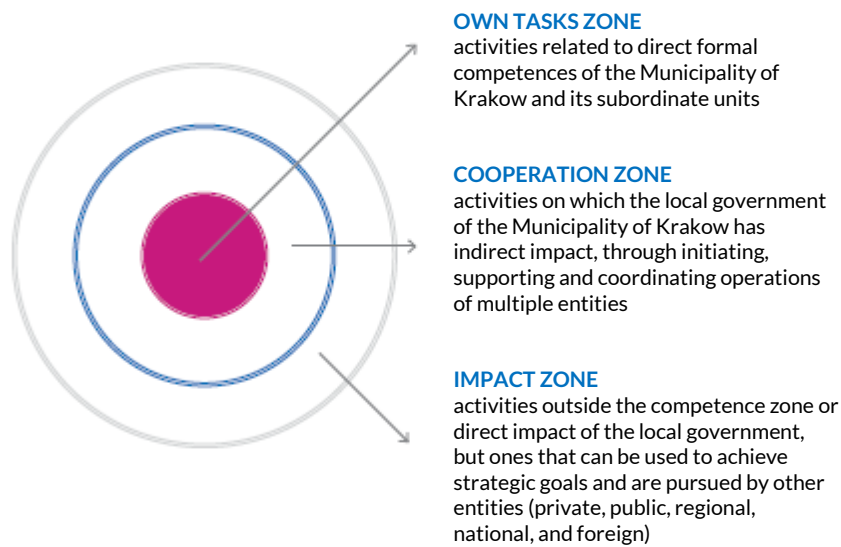 OWN TASKS ZONE
activities related to direct formal
competences of the Municipality of
Krakow and its subordinate units
COOPERATION ZONE
activities on which the local government
of the Municipality of Krakow has
indirect impact, through initiating,
supporting and coordinating operations
of multiple entities
IMPACT ZONE
activities outside the competence zone or
direct impact of the local government,
but ones that can be used to achieve
strategic goals and are pursued by other
entities (private, public, regional,
national, and foreign)